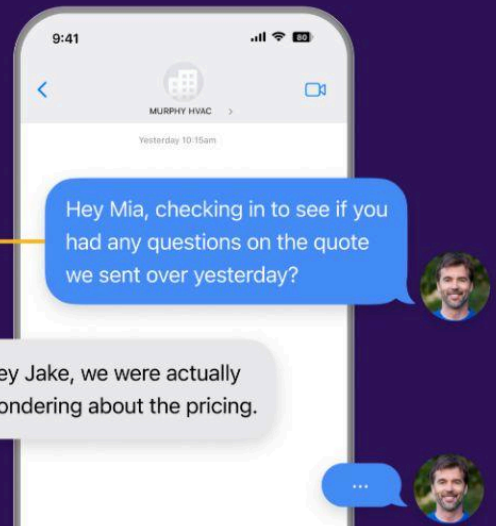 9:41
80
MURPHY HVAC >
Yesterday 10:15am
Hey Mia, checking in to see if you
had any questions on the quote
we sent over yesterday?
ey Jake, we were actually
ondering about the pricing.
...